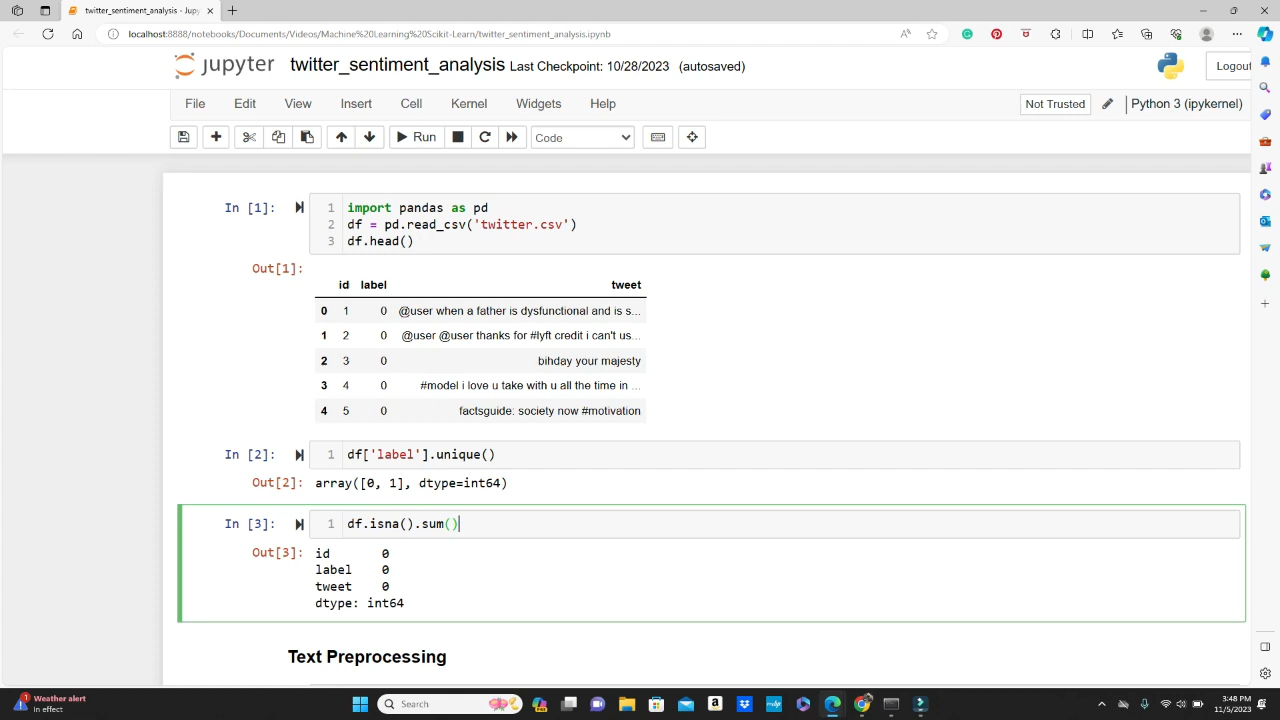 twitter_sentiment_analysis - Jupy
localhost:8888/notebooks/Documents/Videos/Machine%20Learning%20Scikit-Learn/twitter_sentiment_analysis.ipynb
jupyter twitter_sentiment_analysis Last Checkpoint: 10/28/2023 (autosaved)
Logout
File Edit View Insert Cell Kernel Widgets Help
Not Trusted Python 3 (ipykernel)
Run Code
In [1]: 1 import pandas as pd
2 df = pd.read_csv('twitter.csv')
3 df.head()
Out[1]:
id label tweet
0 1 0 @user when a father is dysfunctional and is s...
1 2 0 @user @user thanks for #lyft credit i can't us...
2 3 0 bihday your majesty
3 4 0 #model i love u take with u all the time in ...
4 5 0 factsguide: society now #motivation
In [2]: 1 df['label'].unique()
Out[2]: array([0, 1], dtype=int64)
In [3]: 1 df.isna().sum()
Out[3]: id 0
label 0
tweet 0
dtype: int64
Text Preprocessing
1
Weather alert
In effect
Search
3:48 PM
11/5/2023